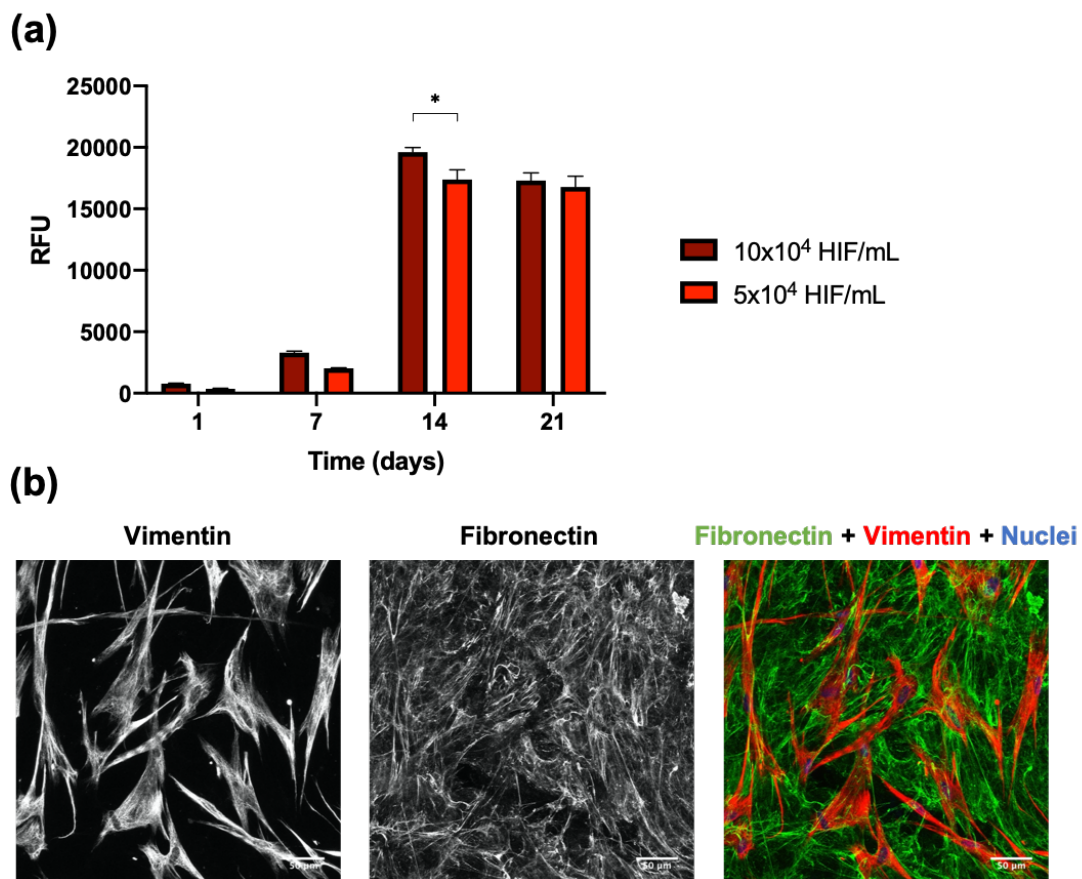 (a)
25000
20000
15000
10000
5000
0
RFU
*
1 7 14 21
Time (days)
10x10⁴ HIF/mL
5x10⁴ HIF/mL
(b)
Vimentin
Fibronectin
Fibronectin + Vimentin + Nuclei
50 µm
50 µm
50 µm